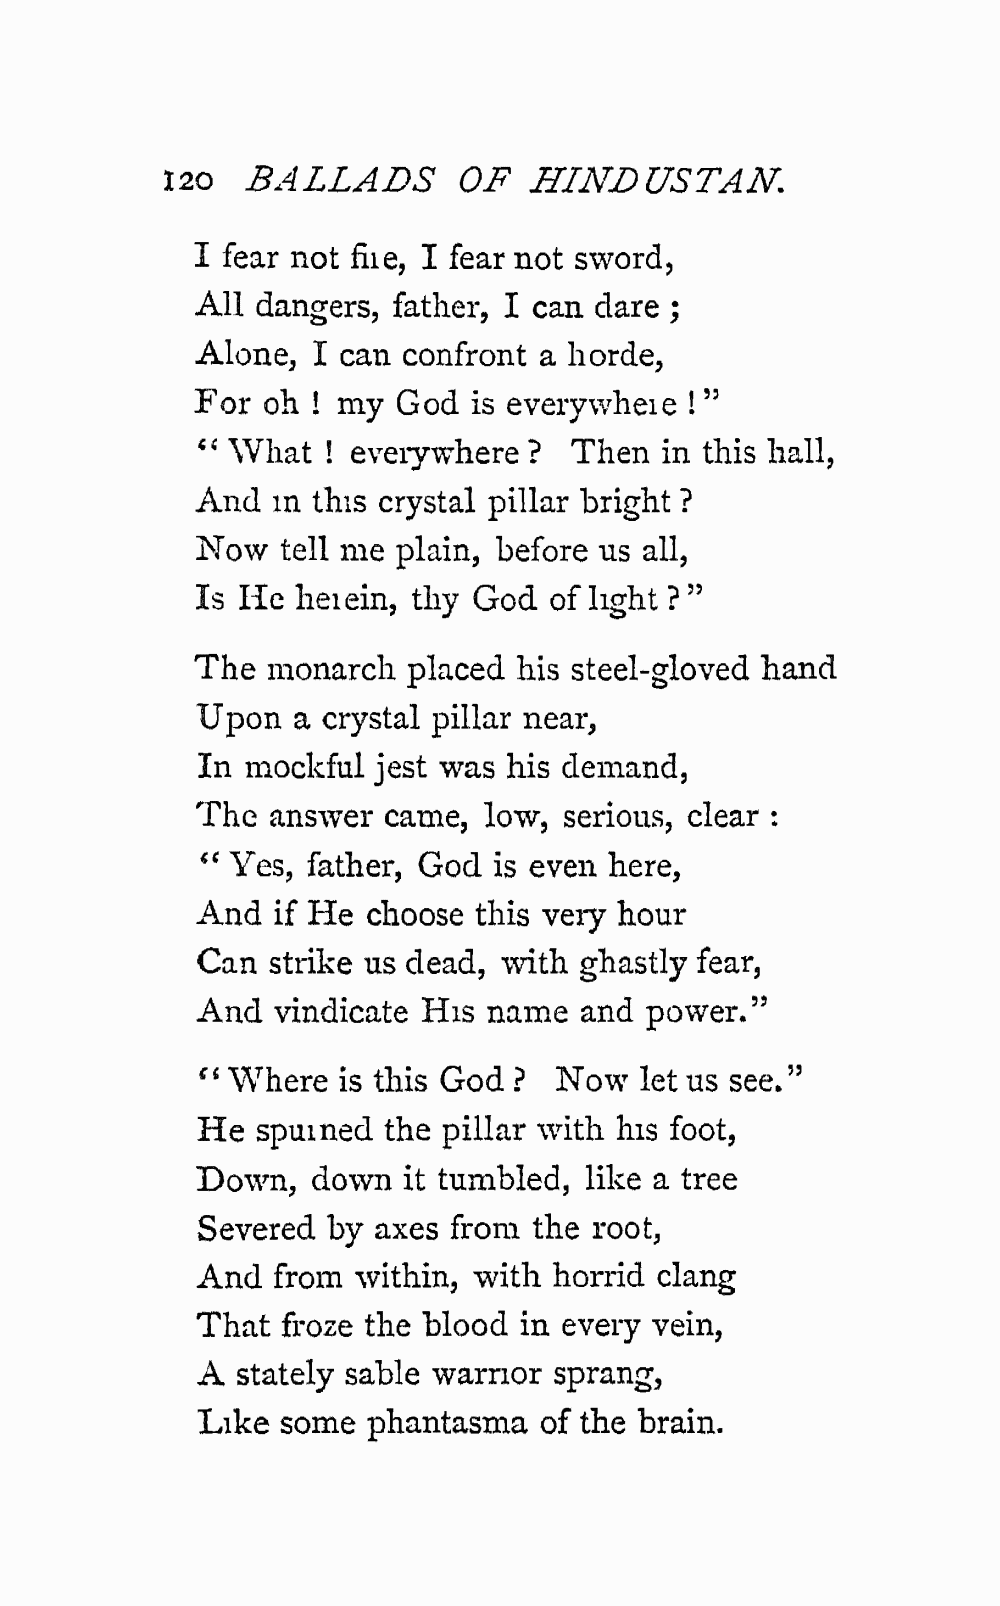 120 BALLADS OF HINDUSTAN.
I fear not fire, I fear not sword,
All dangers, father, I can dare ;
Alone, I can confront a horde,
For oh ! my God is everywhere !”
“ What ! everywhere ? Then in this hall,
And in this crystal pillar bright ?
Now tell me plain, before us all,
Is He herein, thy God of light ? ”
The monarch placed his steel-gloved hand
Upon a crystal pillar near,
In mockful jest was his demand,
The answer came, low, serious, clear :
“ Yes, father, God is even here,
And if He choose this very hour
Can strike us dead, with ghastly fear,
And vindicate His name and power.”
“ Where is this God ? Now let us see.”
He spurned the pillar with his foot,
Down, down it tumbled, like a tree
Severed by axes from the root,
And from within, with horrid clang
That froze the blood in every vein,
A stately sable warrior sprang,
Like some phantasma of the brain.